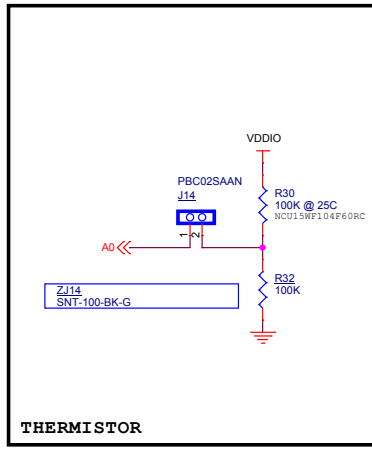 VDDIO
PBC02SAAN
J14
R30
100K @ 25C
NCU15WF104F60RC
1
2
A0
R32
100K
ZJ14
SNT-100-BK-G
THERMISTOR